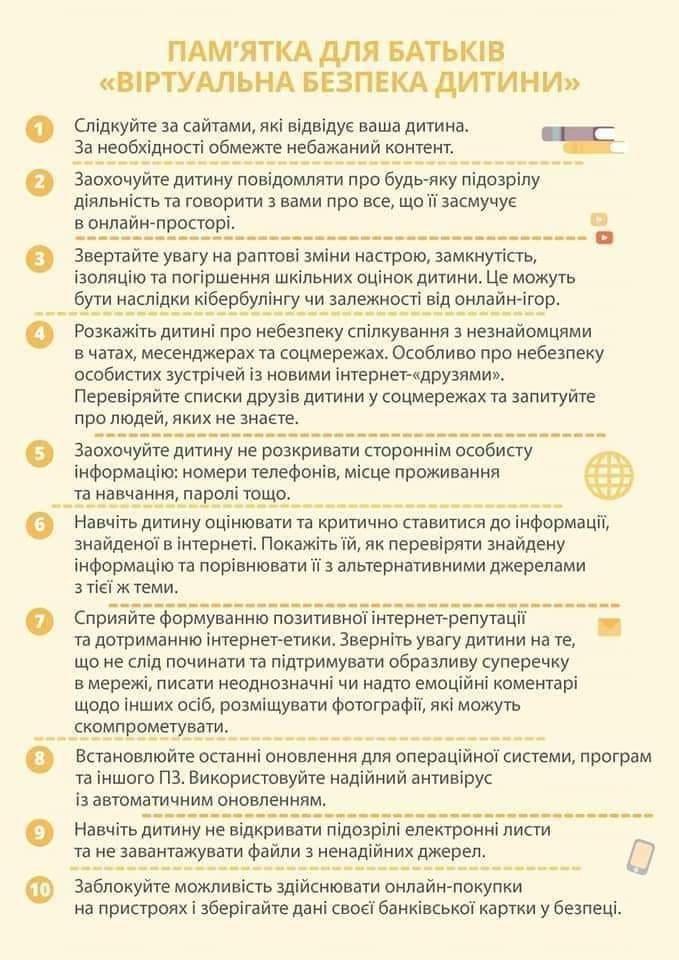 ПАМ’ЯТКА ДЛЯ БАТЬКІВ
«ВІРТУАЛЬНА БЕЗПЕКА ДИТИНИ»
1 Слідкуйте за сайтами, які відвідує ваша дитина.
За необхідності обмежте небажаний контент.
2 Заохочуйте дитину повідомляти про будь-яку підозрілу
діяльність та говорити з вами про все, що її засмучує
в онлайн-просторі.
3 Звертайте увагу на раптові зміни настрою, замкнутість,
ізоляцію та погіршення шкільних оцінок дитини. Це можуть
бути наслідки кібербулінгу чи залежності від онлайн-ігор.
4 Розкажіть дитині про небезпеку спілкування з незнайомцями
в чатах, месенджерах та соцмережах. Особливо про небезпеку
особистих зустрічей із новими інтернет-«друзями».
Перевіряйте списки друзів дитини у соцмережах та запитуйте
про людей, яких не знаєте.
5 Заохочуйте дитину не розкривати стороннім особисту
інформацію: номери телефонів, місце проживання
та навчання, паролі тощо.
6 Навчіть дитину оцінювати та критично ставитися до інформації,
знайденої в інтернеті. Покажіть їй, як перевіряти знайдену
інформацію та порівнювати її з альтернативними джерелами
з тієї ж теми.
7 Сприяйте формуванню позитивної інтернет-репутації
та дотриманню інтернет-етики. Зверніть увагу дитини на те,
що не слід починати та підтримувати образливу суперечку
в мережі, писати неоднозначні чи надто емоційні коментарі
щодо інших осіб, розміщувати фотографії, які можуть
скомпрометувати.
8 Встановлюйте останні оновлення для операційної системи, програм
та іншого ПЗ. Використовуйте надійний антивірус
із автоматичним оновленням.
9 Навчіть дитину не відкривати підозрілі електронні листи
та не завантажувати файли з ненадійних джерел.
10 Заблокуйте можливість здійснювати онлайн-покупки
на пристроях і зберігайте дані своєї банківської картки у безпеці.